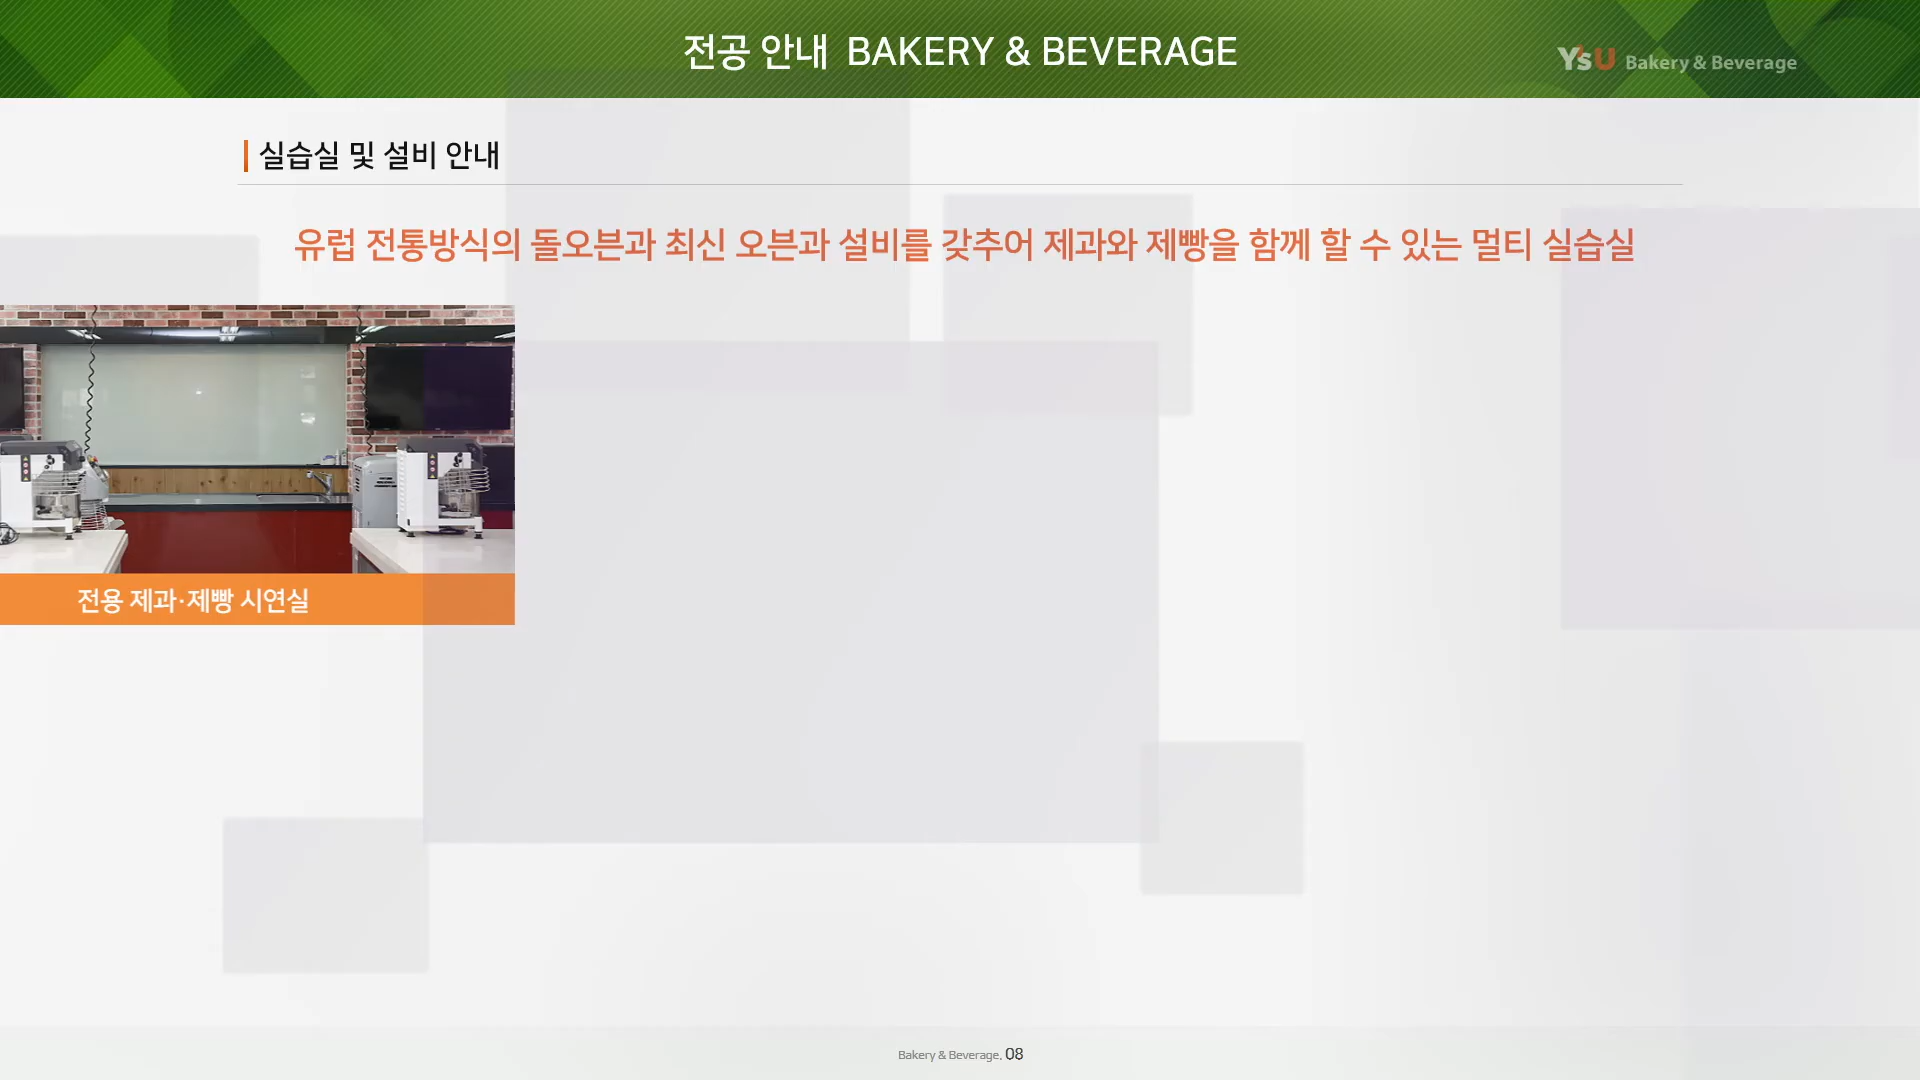 전공 안내 BAKERY & BEVERAGE
YsU Bakery & Beverage
실습실 및 설비 안내
유럽 전통방식의 돌오븐과 최신 오븐과 설비를 갖추어 제과와 제빵을 함께 할 수 있는 멀티 실습실
전용 제과·제빵 시연실
Bakery & Beverage. 08